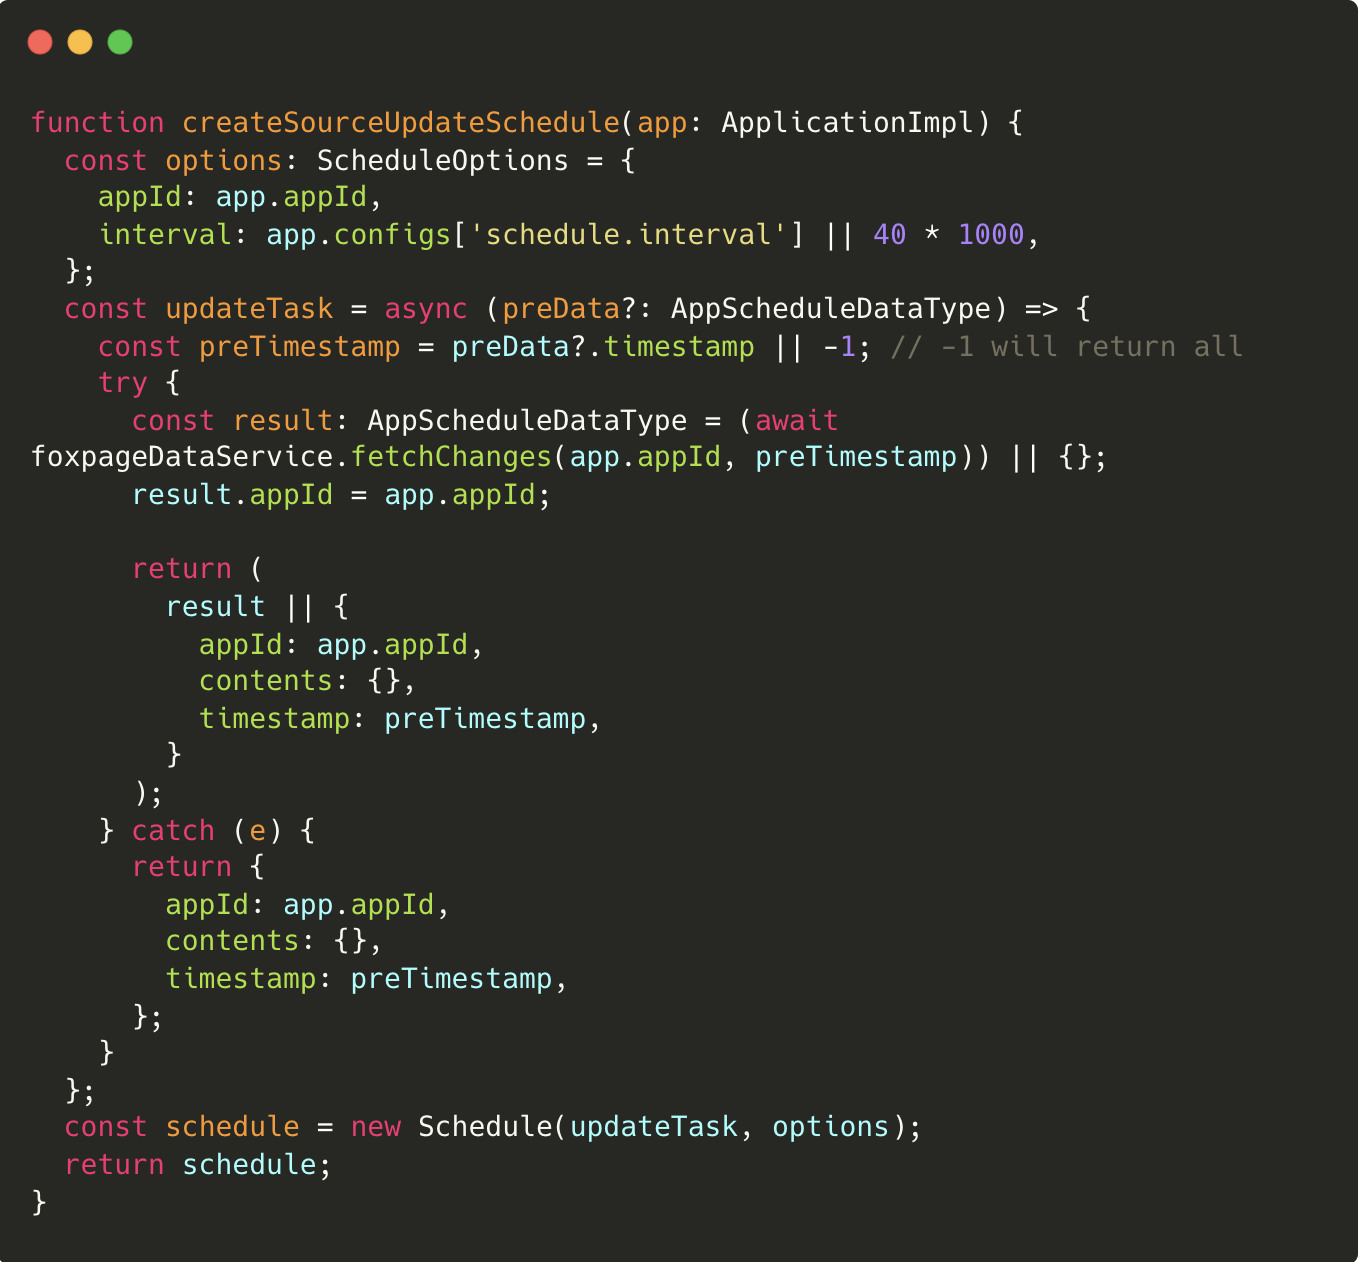 function createSourceUpdateSchedule(app: ApplicationImpl) {
  const options: ScheduleOptions = {
    appId: app.appId,
    interval: app.configs['schedule.interval'] || 40 * 1000,
  };
  const updateTask = async (preData?: AppScheduleDataType) => {
    const preTimestamp = preData?.timestamp || -1; // -1 will return all
    try {
      const result: AppScheduleDataType = (await
foxpageDataService.fetchChanges(app.appId, preTimestamp)) || {};
      result.appId = app.appId;

      return (
        result || {
          appId: app.appId,
          contents: {},
          timestamp: preTimestamp,
        }
      );
    } catch (e) {
      return {
        appId: app.appId,
        contents: {},
        timestamp: preTimestamp,
      };
    }
  };
  const schedule = new Schedule(updateTask, options);
  return schedule;
}